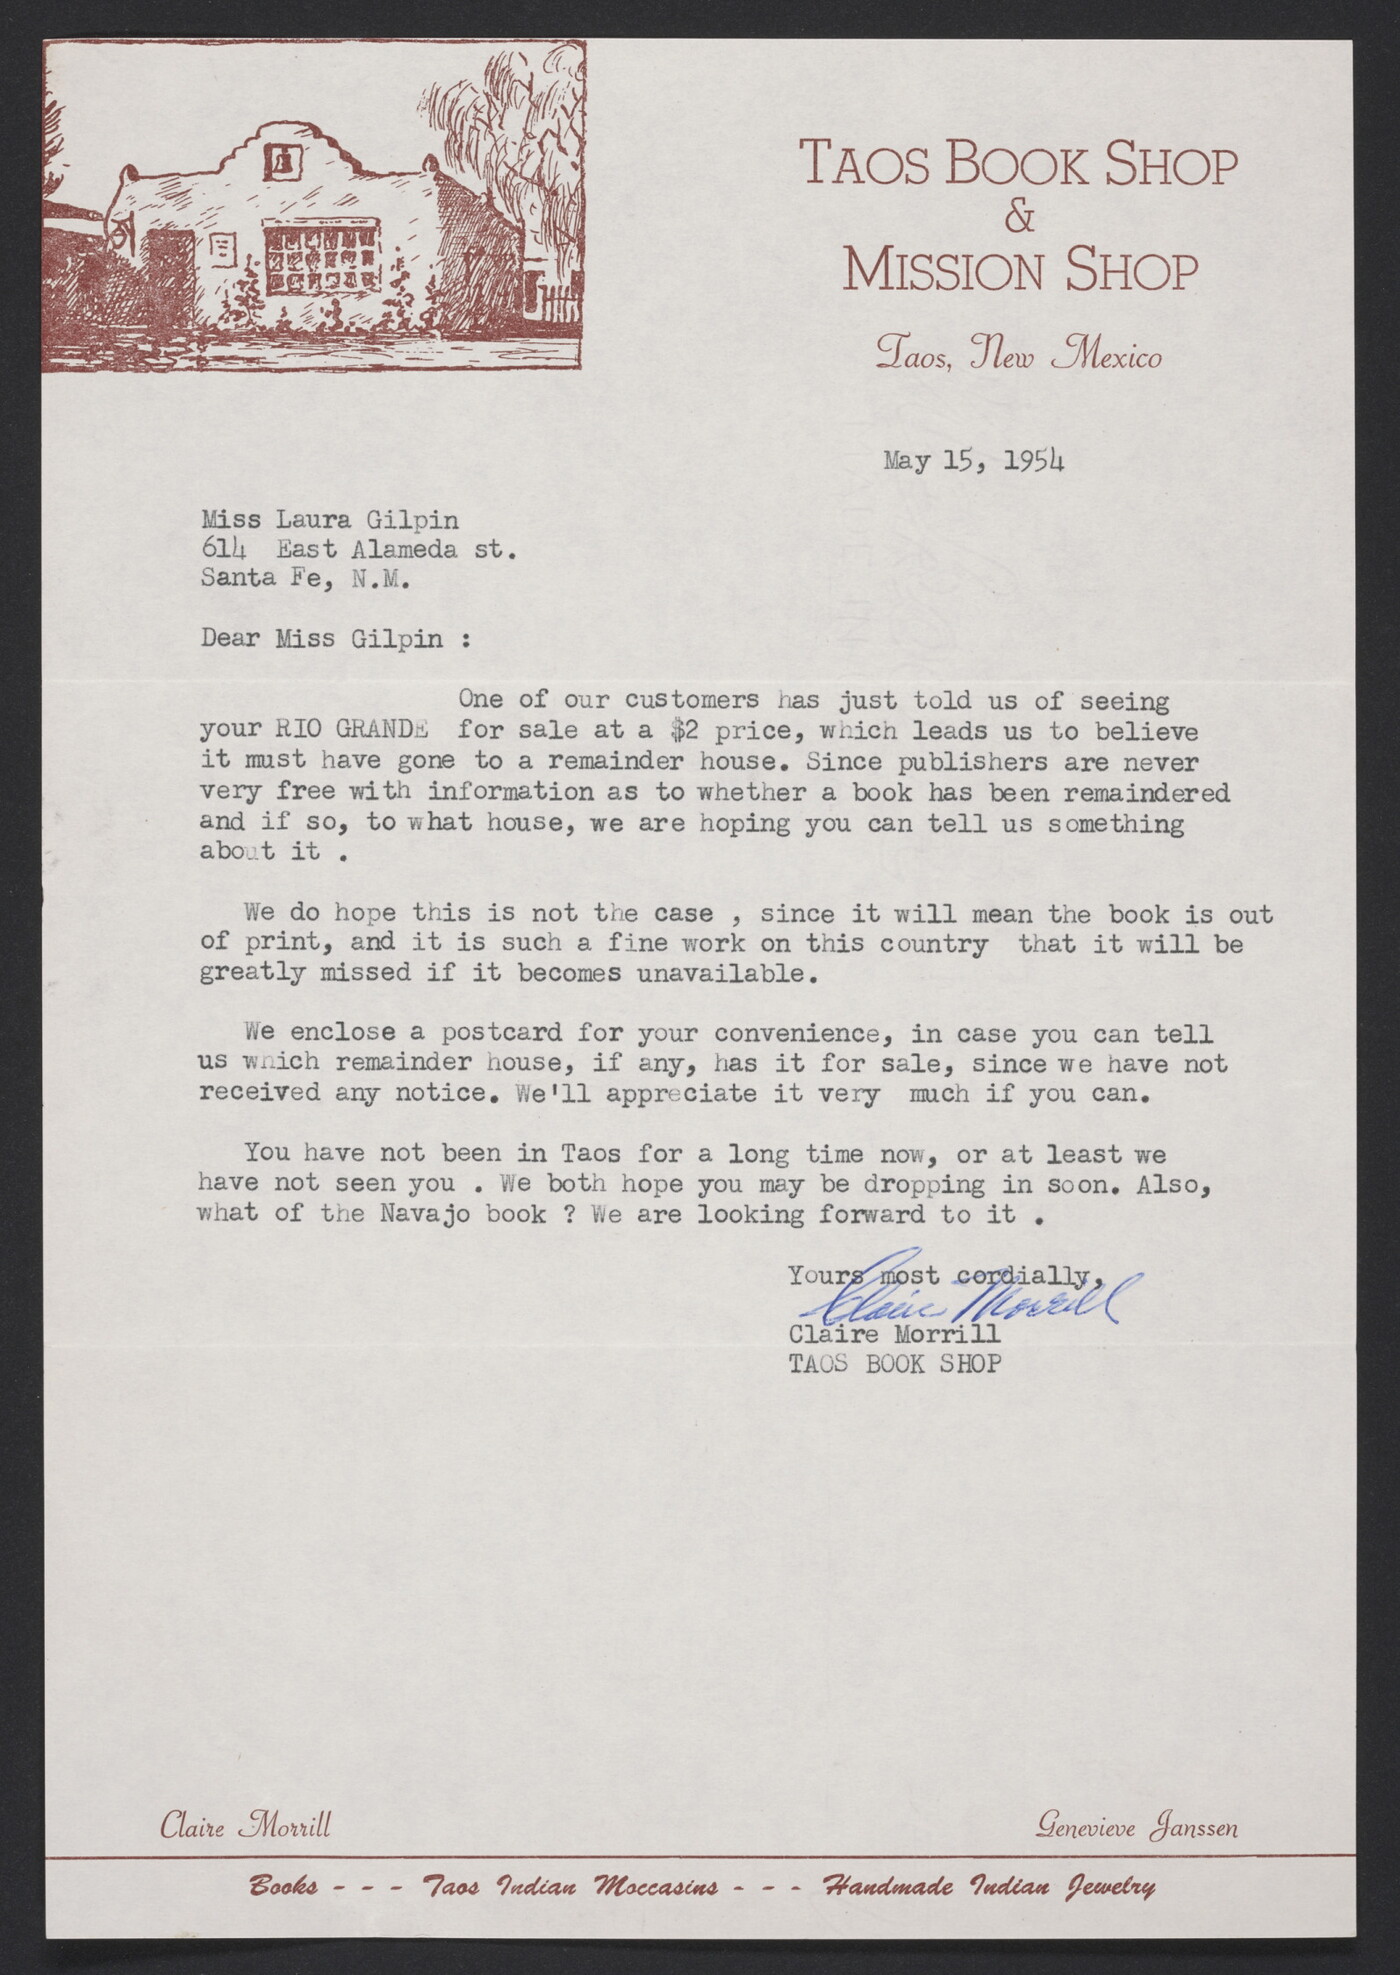 TAOS BOOK SHOP
&
MISSION SHOP
Taos, New Mexico
May 15, 1954
Miss Laura Gilpin
614 East Alameda st.
Santa Fe, N.M.
Dear Miss Gilpin :
One of our customers has just told us of seeing
your RIO GRANDE for sale at a $2 price, which leads us to believe
it must have gone to a remainder house. Since publishers are never
very free with information as to whether a book has been remaindered
and if so, to what house, we are hoping you can tell us something
about it .
We do hope this is not the case , since it will mean the book is out
of print, and it is such a fine work on this country that it will be
greatly missed if it becomes unavailable.
We enclose a postcard for your convenience, in case you can tell
us which remainder house, if any, has it for sale, since we have not
received any notice. We'll appreciate it very much if you can.
You have not been in Taos for a long time now, or at least we
have not seen you . We both hope you may be dropping in soon. Also,
what of the Navajo book ? We are looking forward to it .
Yours most cordially,
Claire Morrill
Claire Morrill
TAOS BOOK SHOP
Claire Morrill
Genevieve Janssen
Books - - - Taos Indian Moccasins - - - Handmade Indian Jewelry